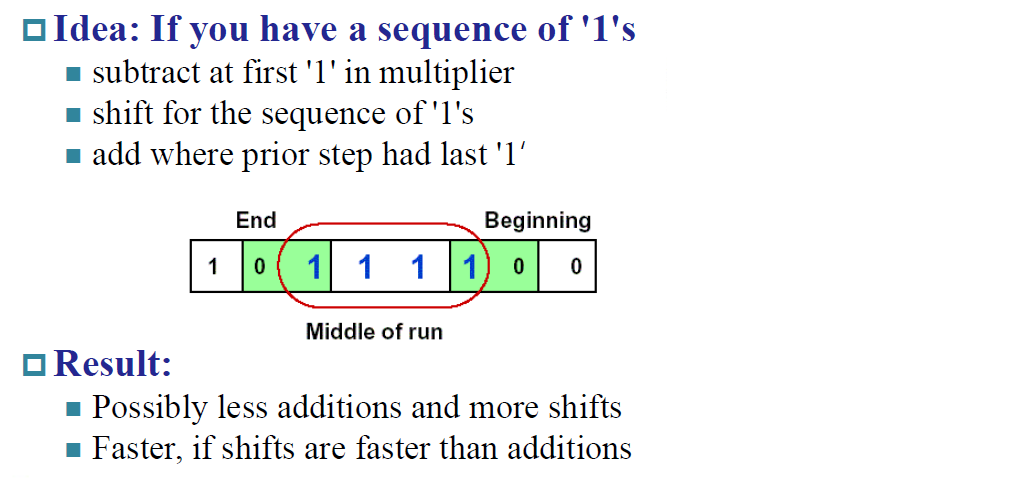 Idea: If you have a sequence of '1's
subtract at first '1' in multiplier
shift for the sequence of '1's
add where prior step had last '1′
End Beginning
1 0 1 1 1 1 0 0
Middle of run
Result:
Possibly less additions and more shifts
Faster, if shifts are faster than additions